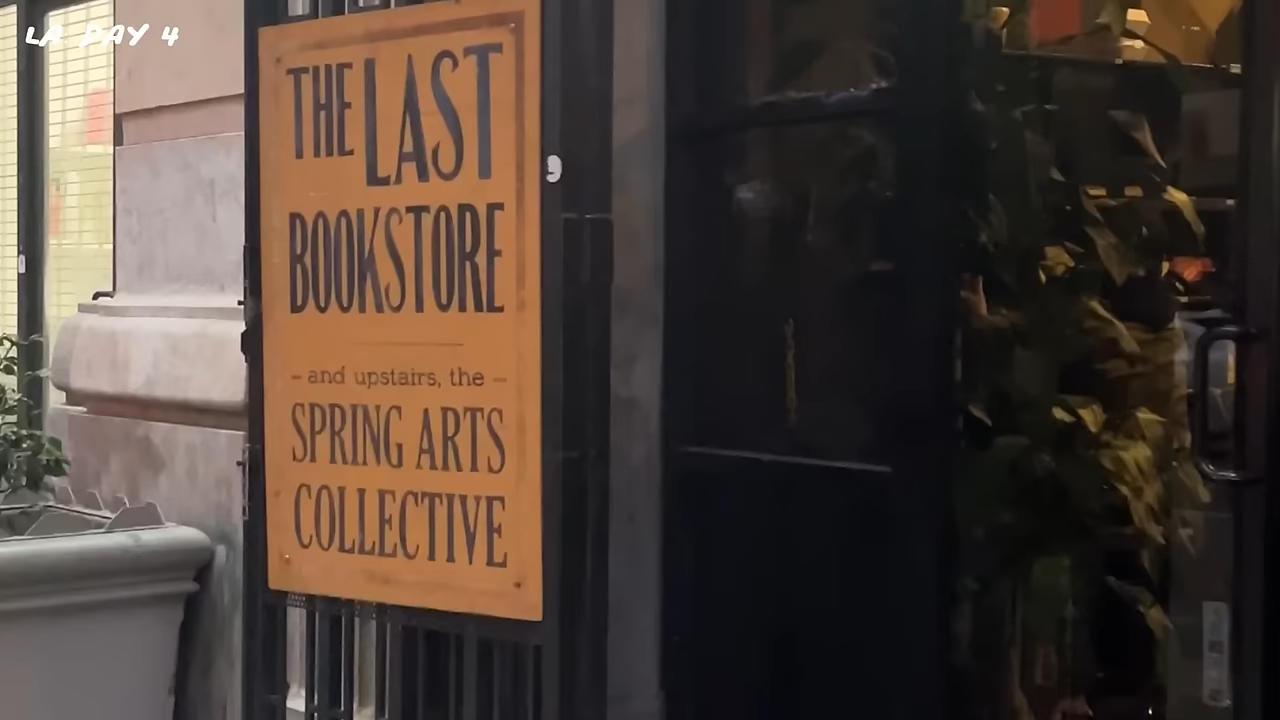 LA DAY 4
THE LAST
BOOKSTORE
– and upstairs, the –
SPRING ARTS
COLLECTIVE